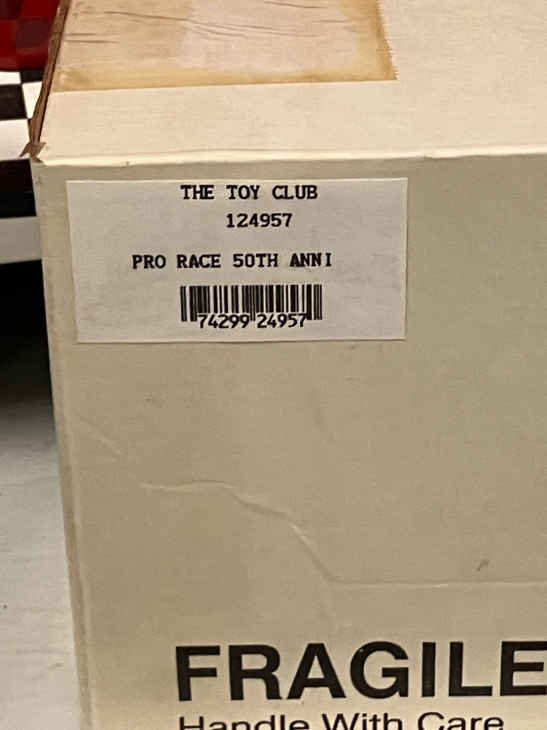 THE TOY CLUB
124957
PRO RACE 50TH ANNI
74299 24957
FRAGILE
Handle With Care